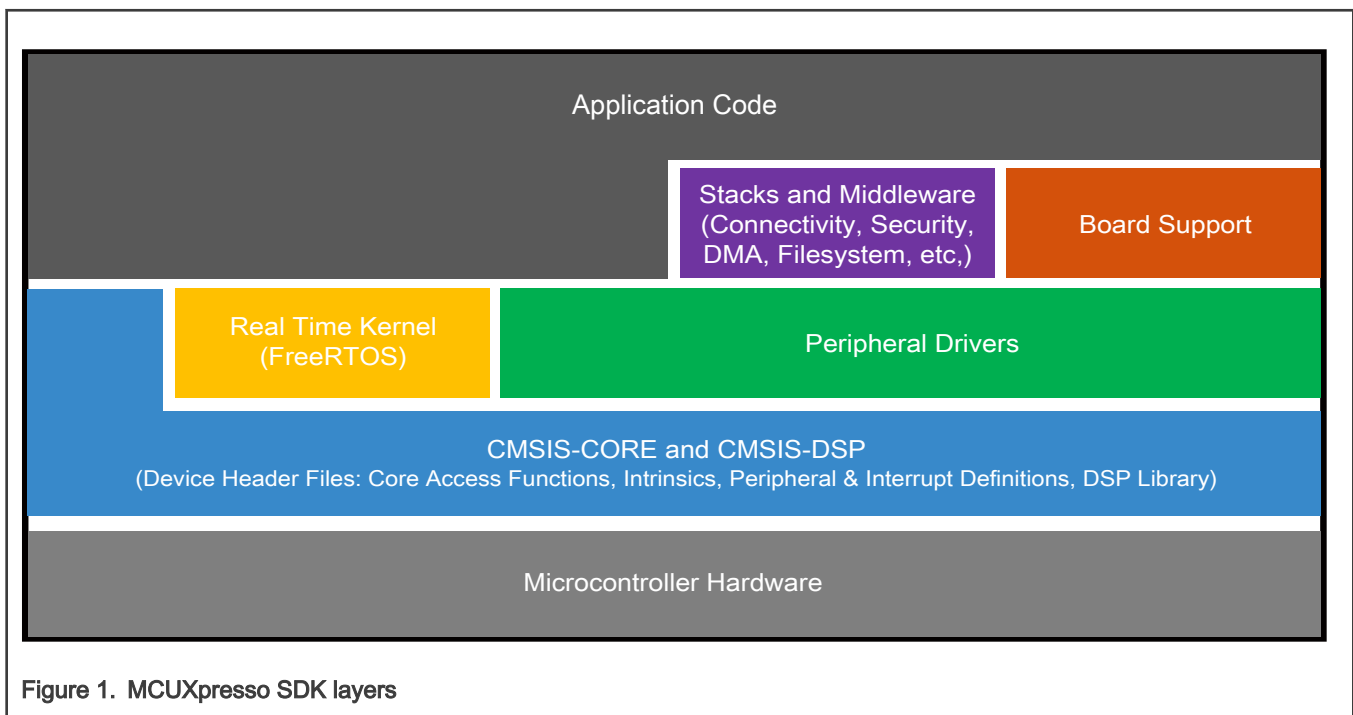 Application Code
Stacks and Middleware
(Connectivity, Security,
DMA, Filesystem, etc,)
Board Support
Real Time Kernel
(FreeRTOS)
Peripheral Drivers
CMSIS-CORE and CMSIS-DSP
(Device Header Files: Core Access Functions, Intrinsics, Peripheral & Interrupt Definitions, DSP Library)
Microcontroller Hardware
Figure 1. MCUXpresso SDK layers